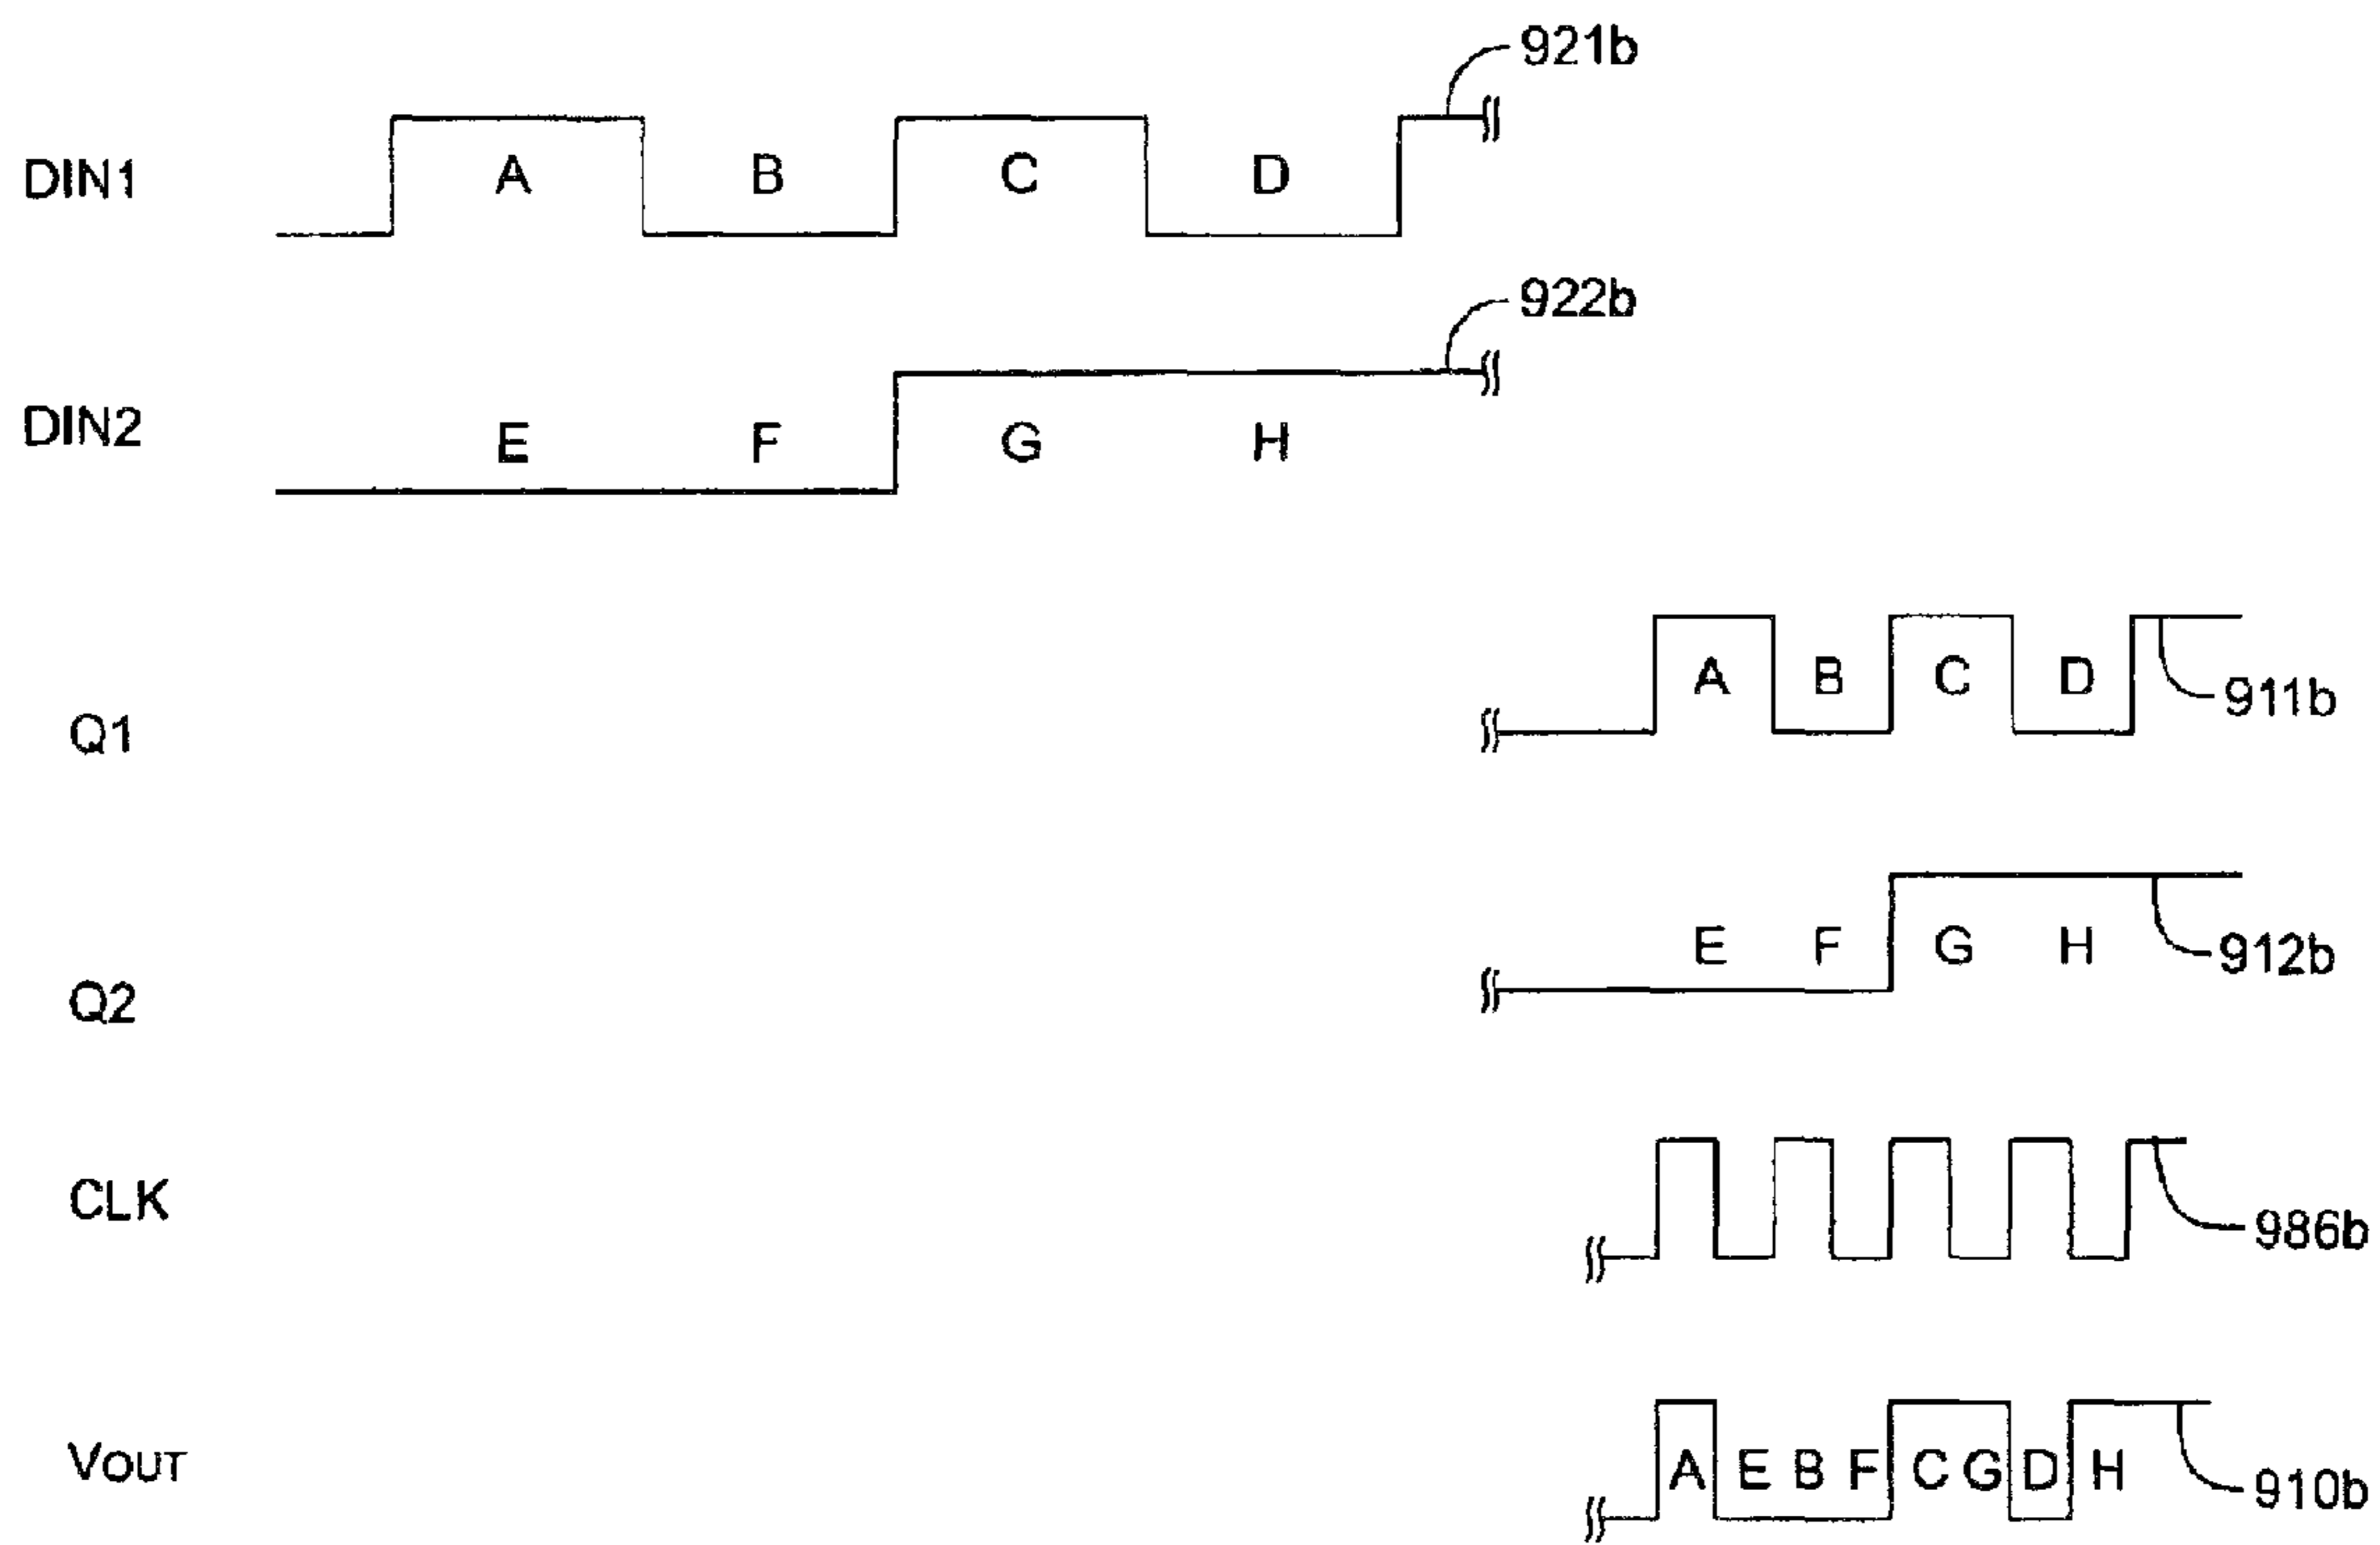 921b
DIN1 A B C D
922b
DIN2 E F G H
Q1 A B C D 911b
Q2 E F G H 912b
CLK 986b
VOUT A E B F C G D H 910b